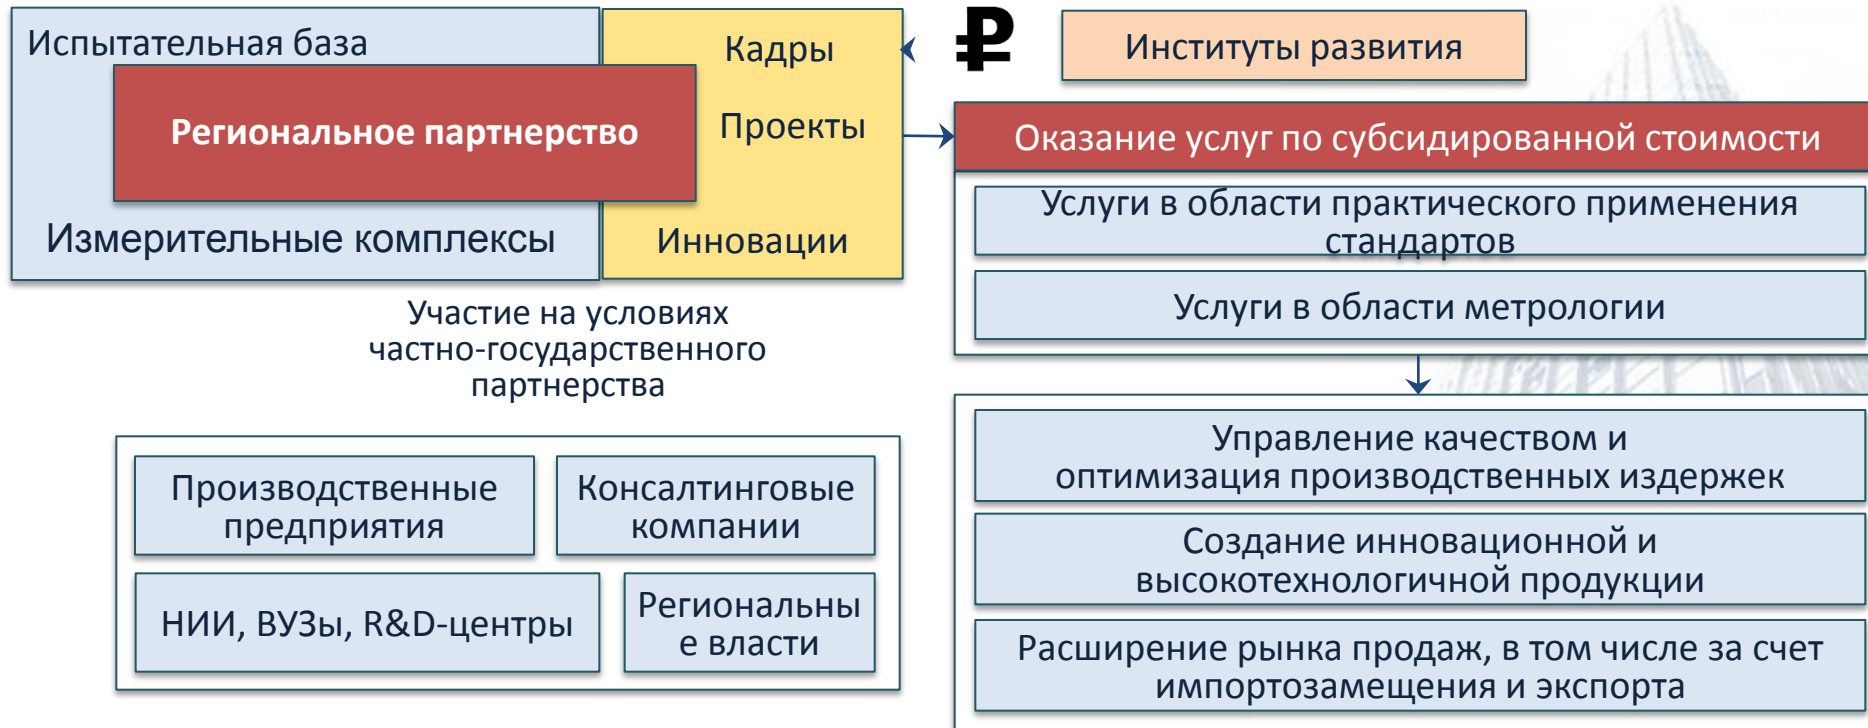 Испытательная база
Кадры
₽
Институты развития
Региональное партнерство
Проекты
Оказание услуг по субсидированной стоимости
Измерительные комплексы
Инновации
Услуги в области практического применения
стандартов
Услуги в области метрологии
Участие на условиях
частно-государственного
партнерства
Управление качеством и
оптимизация производственных издержек
Создание инновационной и
высокотехнологичной продукции
Расширение рынка продаж, в том числе за счет
импортозамещения и экспорта
Производственные
предприятия
Консалтинговые
компании
НИИ, ВУЗы, R&D-центры
Региональны
е власти